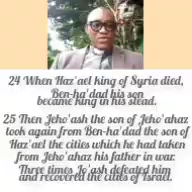 24 When Haz'ael king of Syria died,
Ben-ha'dad his son
became king in his stead.
25 Then Jeho'ash the son of Jeho'ahaz
took again from Ben-ha'dad the son of
Haz'ael the cities which he had taken
from Jeho'ahaz his father in war.
Three times Jo'ash defeated him
and recovered the cities of Israel.